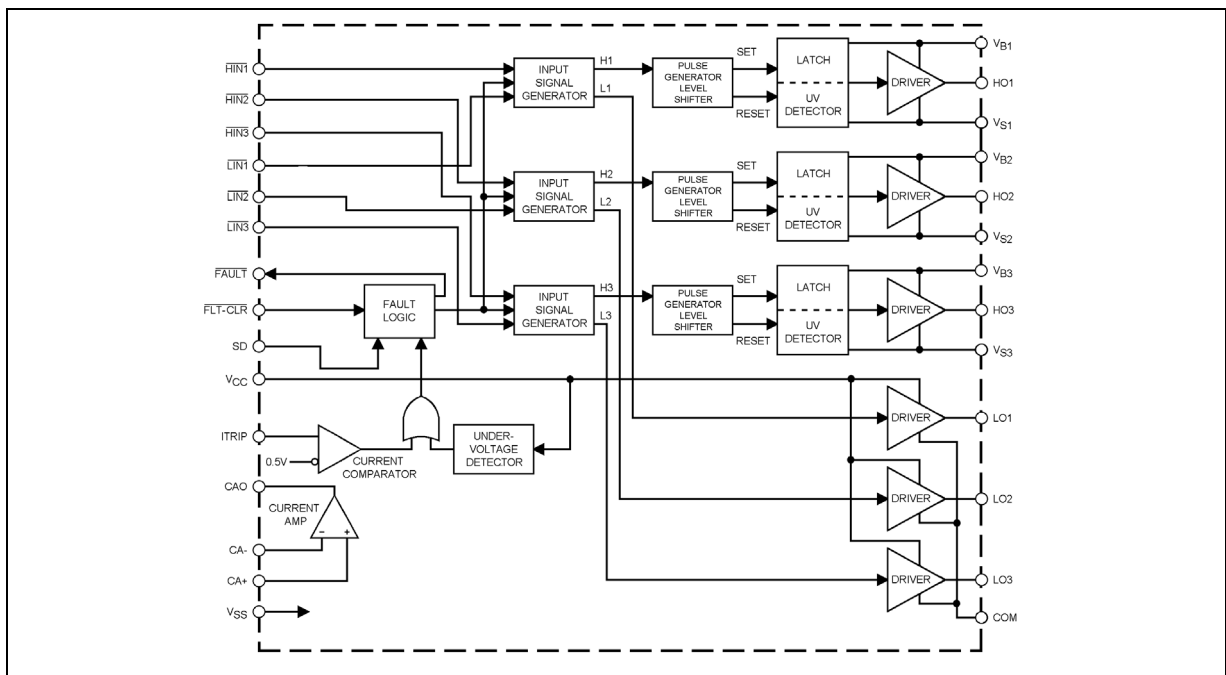 HIN1
HIN2
HIN3
LIN1
LIN2
LIN3
FAULT
FLT-CLR
SD
VCC
ITRIP
0.5V
CAO
CURRENT
AMP
-
+
CA-
CA+
VSS
FAULT
LOGIC
CURRENT
COMPARATOR
UNDER-
VOLTAGE
DETECTOR
INPUT
SIGNAL
GENERATOR
H1
L1
PULSE
GENERATOR
LEVEL
SHIFTER
SET
RESET
LATCH
UV
DETECTOR
DRIVER
VB1
HO1
VS1
INPUT
SIGNAL
GENERATOR
H2
L2
PULSE
GENERATOR
LEVEL
SHIFTER
SET
RESET
LATCH
UV
DETECTOR
DRIVER
VB2
HO2
VS2
INPUT
SIGNAL
GENERATOR
H3
L3
PULSE
GENERATOR
LEVEL
SHIFTER
SET
RESET
LATCH
UV
DETECTOR
DRIVER
VB3
HO3
VS3
DRIVER
LO1
DRIVER
LO2
DRIVER
LO3
COM